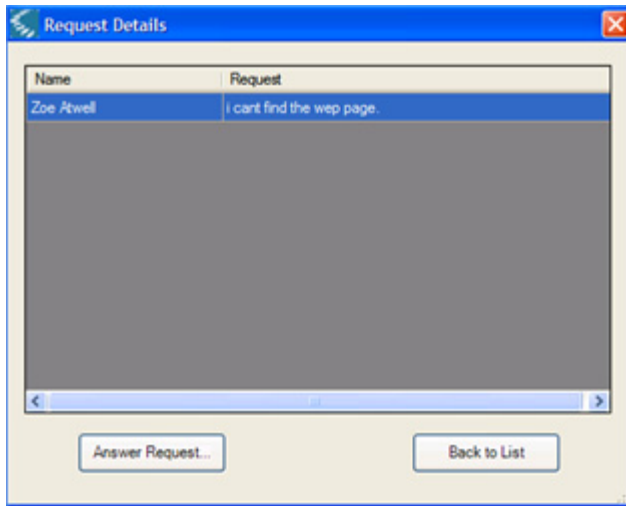 Request Details
Name Request
Zoe Atwell i cant find the wep page.
Answer Request... Back to List